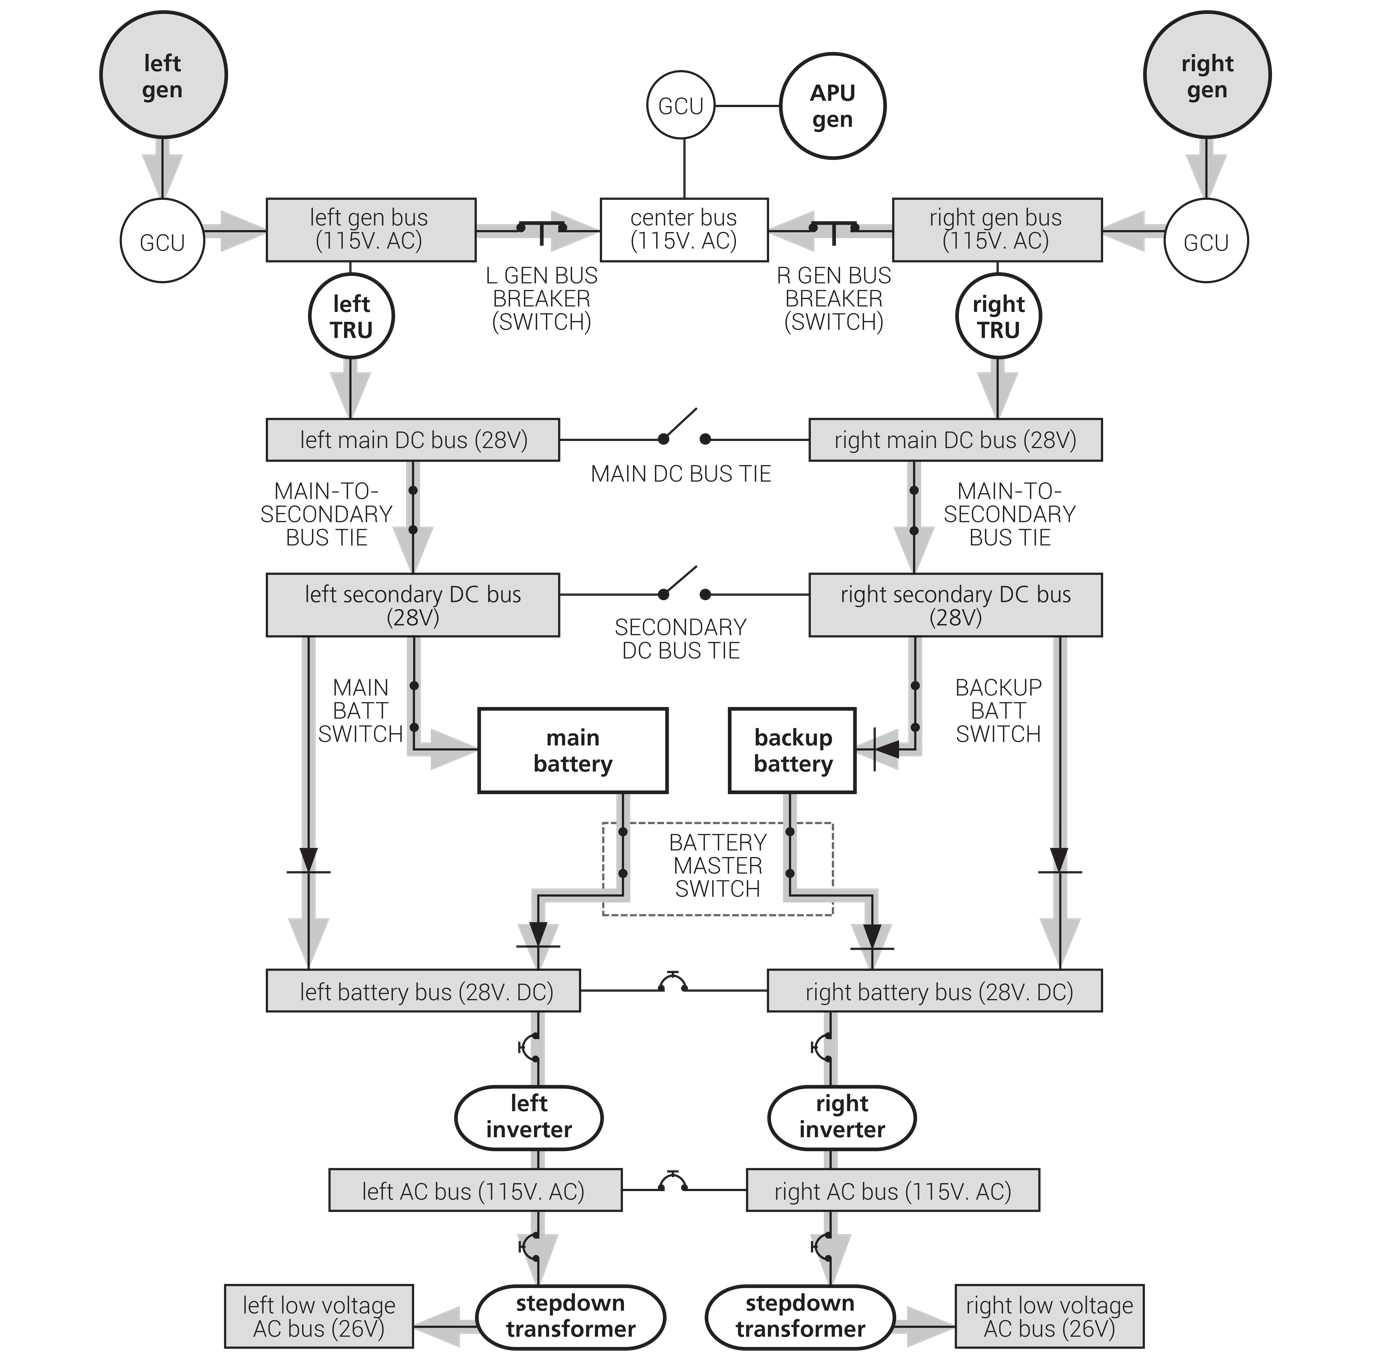 left
gen
right
gen
GCU
APU
gen
GCU
left gen bus
(115V. AC)
center bus
(115V. AC)
right gen bus
(115V. AC)
GCU
L GEN BUS
BREAKER
(SWITCH)
R GEN BUS
BREAKER
(SWITCH)
left
TRU
right
TRU
left main DC bus (28V)
right main DC bus (28V)
MAIN DC BUS TIE
MAIN-TO-
SECONDARY
BUS TIE
MAIN-TO-
SECONDARY
BUS TIE
left secondary DC bus
(28V)
right secondary DC bus
(28V)
SECONDARY
DC BUS TIE
MAIN
BATT
SWITCH
BACKUP
BATT
SWITCH
main
battery
backup
battery
BATTERY
MASTER
SWITCH
left battery bus (28V. DC)
right battery bus (28V. DC)
left
inverter
right
inverter
left AC bus (115V. AC)
right AC bus (115V. AC)
left low voltage
AC bus (26V)
stepdown
transformer
stepdown
transformer
right low voltage
AC bus (26V)